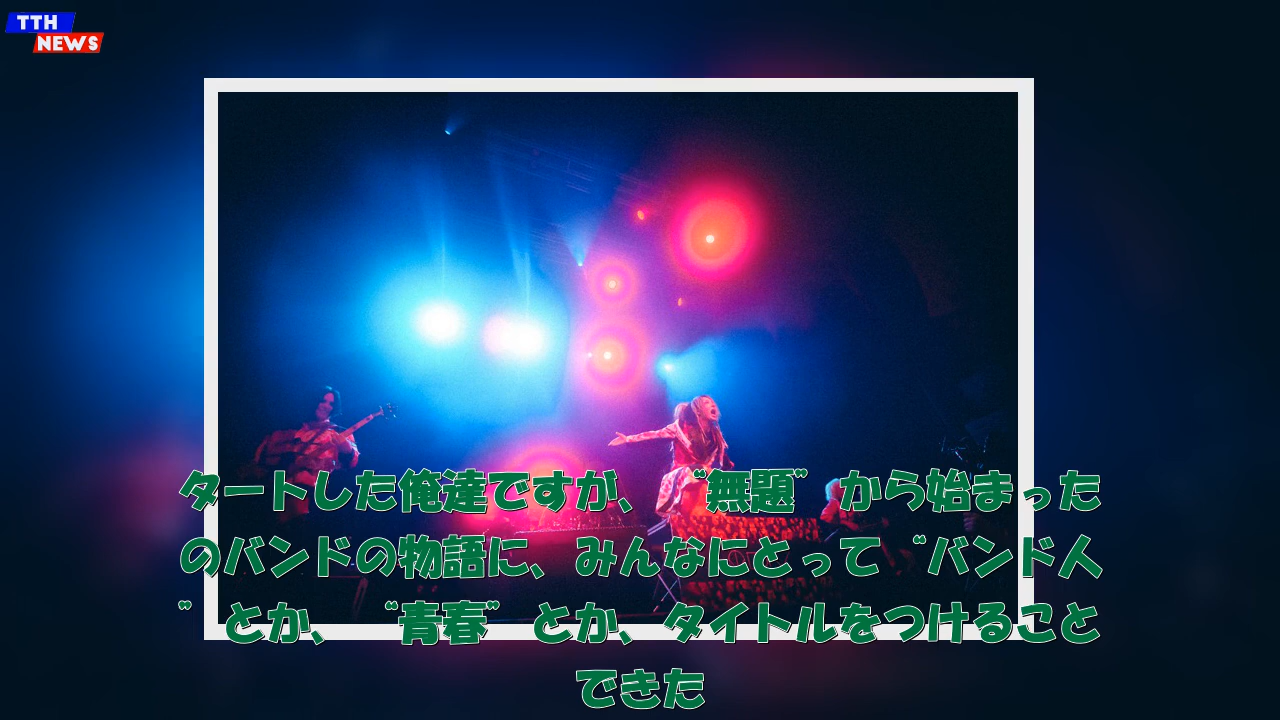 TTH
NEWS
タートした俺達ですが、〝無題〞から始まった
のバンドの物語に、みんなにとって〝バンド人
〞とか、〝青春〞とか、タイトルをつけること
できた